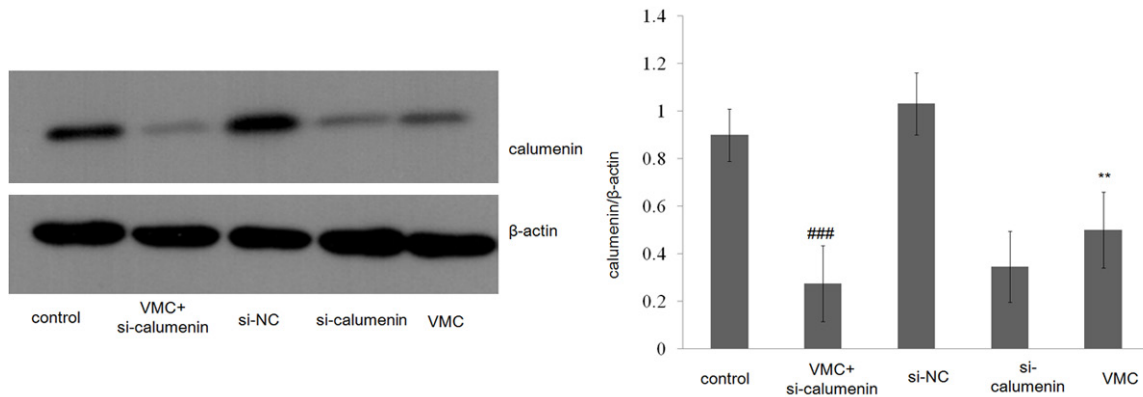 calumenin
β-actin
control
VMC+
si-calumenin
si-NC
si-calumenin
VMC
calumenin/β-actin
1.4
1.2
1
0.8
0.6
0.4
0.2
0
###
**
control
VMC+
si-calumenin
si-NC
si-
calumenin
VMC